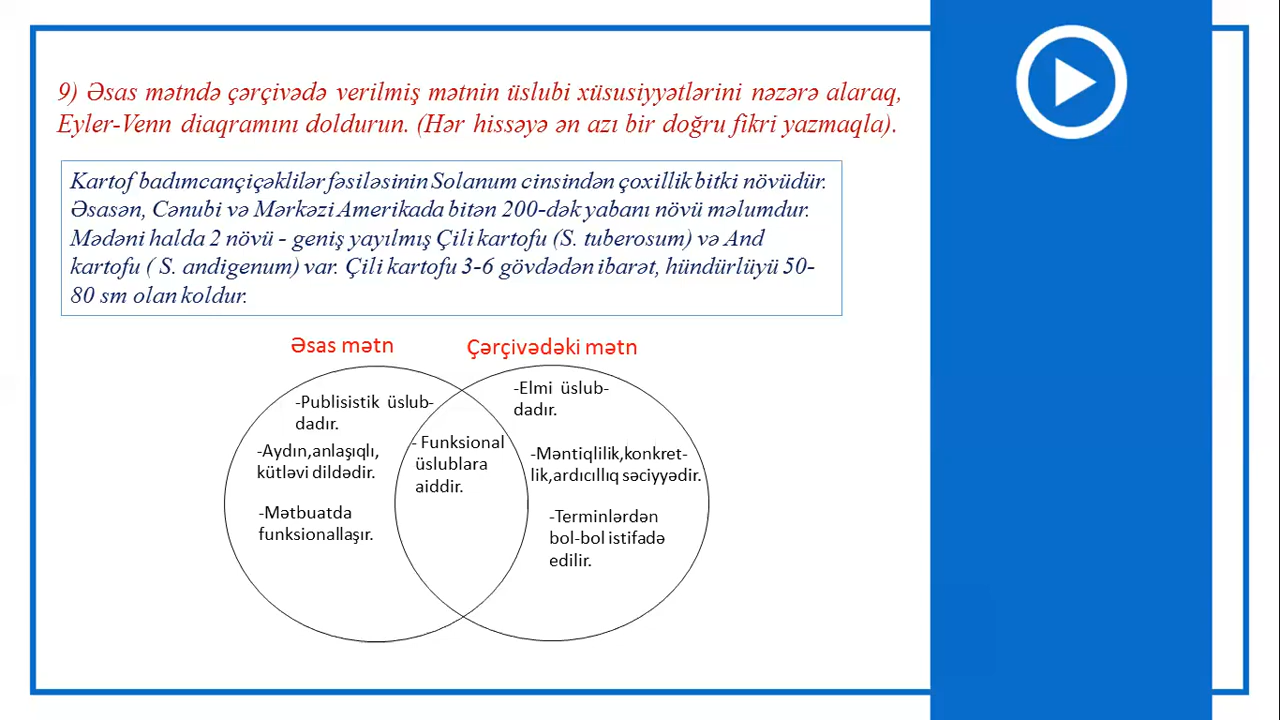 9) Əsas mətndə çərçivədə verilmiş mətnin üslubi xüsusiyyətlərini nəzərə alaraq,
Eyler-Venn diaqramını doldurun. (Hər hissəyə ən azı bir doğru fikri yazmaqla).
Kartof badımcançiçəklilər fəsiləsinin Solanum cinsindən çoxillik bitki növüdür.
Əsasən, Cənubi və Mərkəzi Amerikada bitən 200-dək yabanı növü məlumdur.
Mədəni halda 2 növü - geniş yayılmış Çili kartofu (S. tuberosum) və And
kartofu ( S. andigenum) var. Çili kartofu 3-6 gövdədən ibarət, hündürlüyü 50-
80 sm olan koldur.
Əsas mətn
-Publisistik üslub-
dadır.
-Aydın,anlaşıqlı,
kütləvi dildədir.
-Mətbuatda
funksionallaşır.
- Funksional
üslublara
aiddir.
Çərçivədəki mətn
-Elmi üslub-
dadır.
-Məntiqlilik,konkret-
lik,ardıcıllıq səciyyədir.
-Terminlərdən
bol-bol istifadə
edilir.